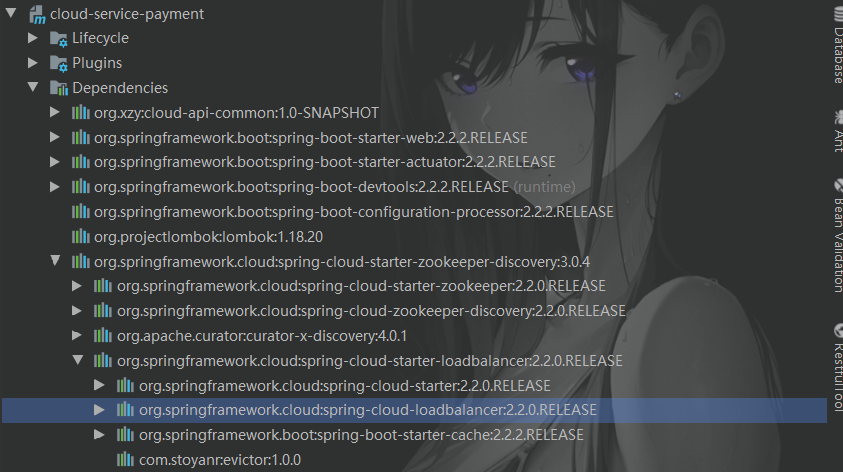 cloud-service-payment
Lifecycle
Plugins
Dependencies
org.xzy:cloud-api-common:1.0-SNAPSHOT
org.springframework.boot:spring-boot-starter-web:2.2.2.RELEASE
org.springframework.boot:spring-boot-starter-actuator:2.2.2.RELEASE
org.springframework.boot:spring-boot-devtools:2.2.2.RELEASE (runtime)
org.springframework.boot:spring-boot-configuration-processor:2.2.2.RELEASE
org.projectlombok:lombok:1.18.20
org.springframework.cloud:spring-cloud-starter-zookeeper-discovery:3.0.4
org.springframework.cloud:spring-cloud-starter-zookeeper:2.2.0.RELEASE
org.springframework.cloud:spring-cloud-zookeeper-discovery:2.2.0.RELEASE
org.apache.curator:curator-x-discovery:4.0.1
org.springframework.cloud:spring-cloud-starter-loadbalancer:2.2.0.RELEASE
org.springframework.cloud:spring-cloud-starter:2.2.0.RELEASE
org.springframework.cloud:spring-cloud-loadbalancer:2.2.0.RELEASE
org.springframework.boot:spring-boot-starter-cache:2.2.2.RELEASE
com.stoyanr:evictor:1.0.0
Database
Ant
Bean Validation
RestfulTool